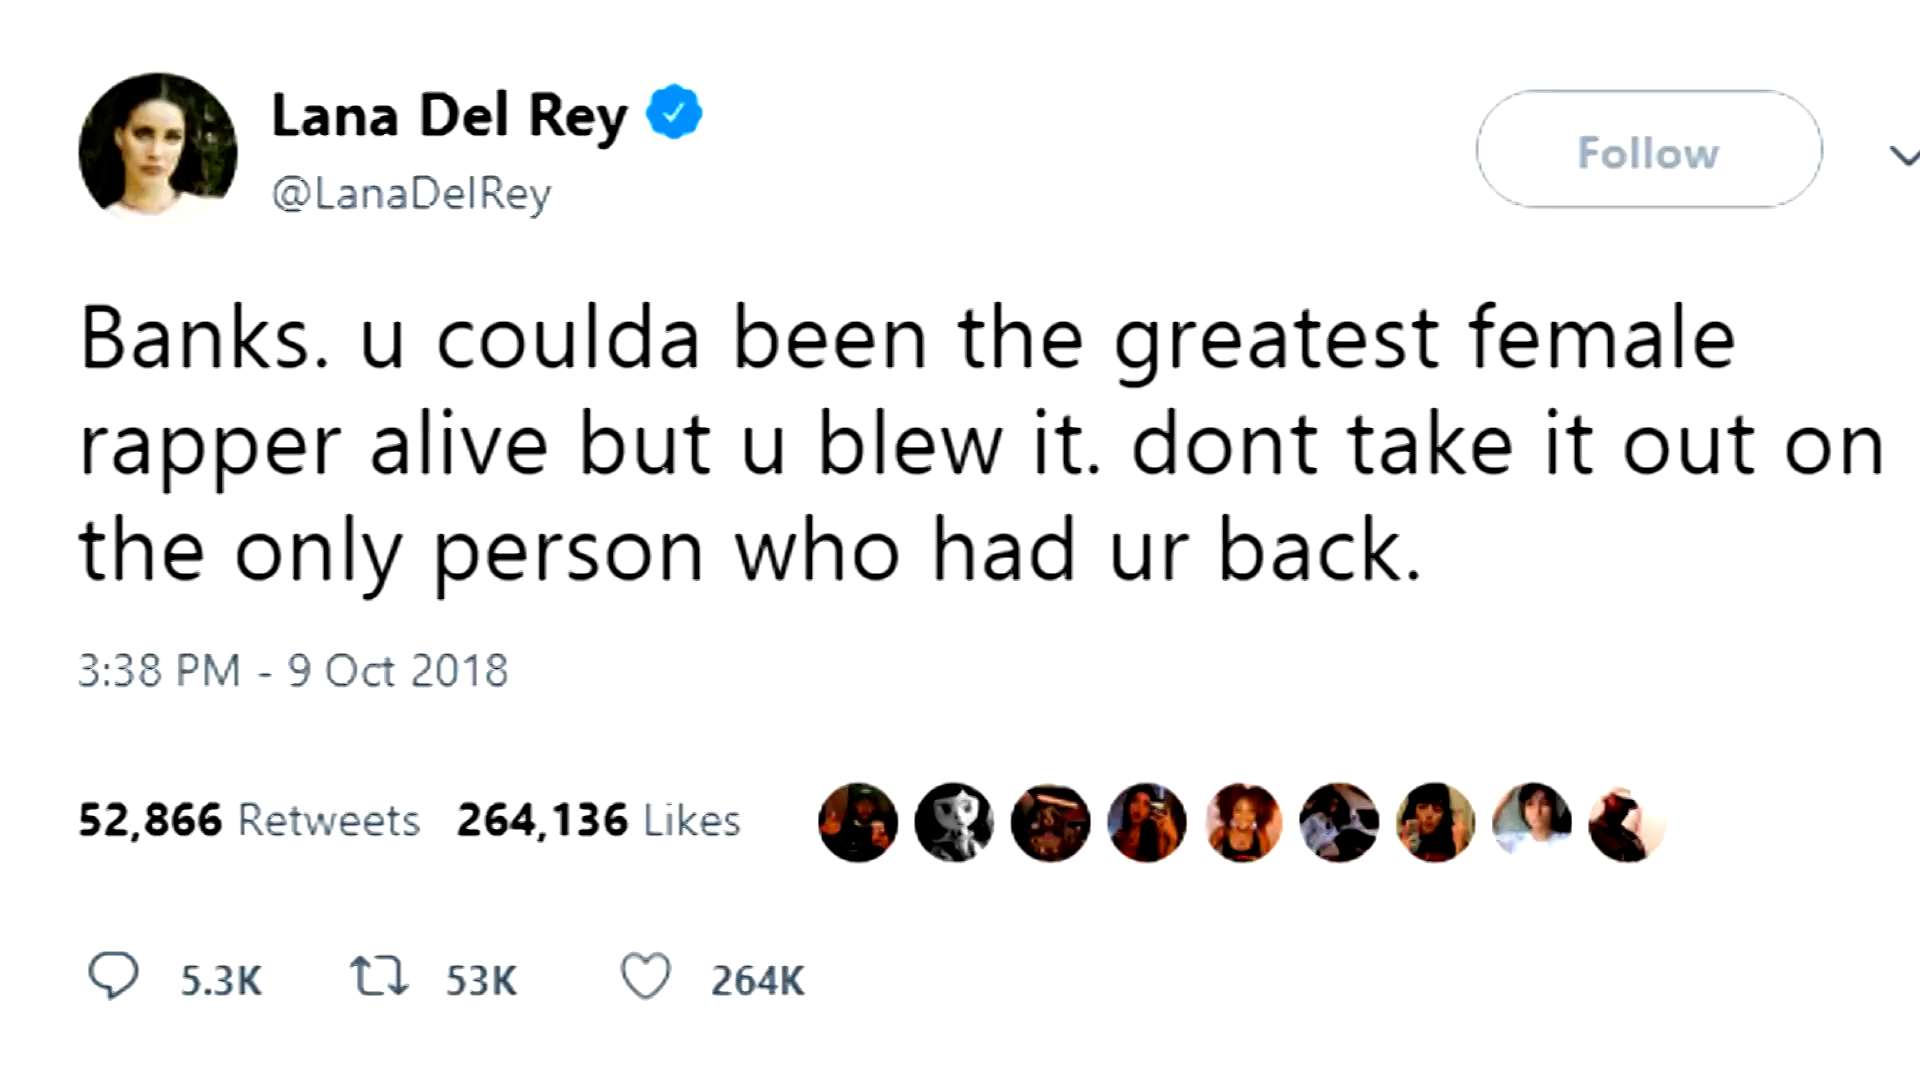 Lana Del Rey
@LanaDelRey
Follow
Banks. u coulda been the greatest female
rapper alive but u blew it. dont take it out on
the only person who had ur back.
3:38 PM - 9 Oct 2018
52,866 Retweets 264,136 Likes
5.3K 53K 264K